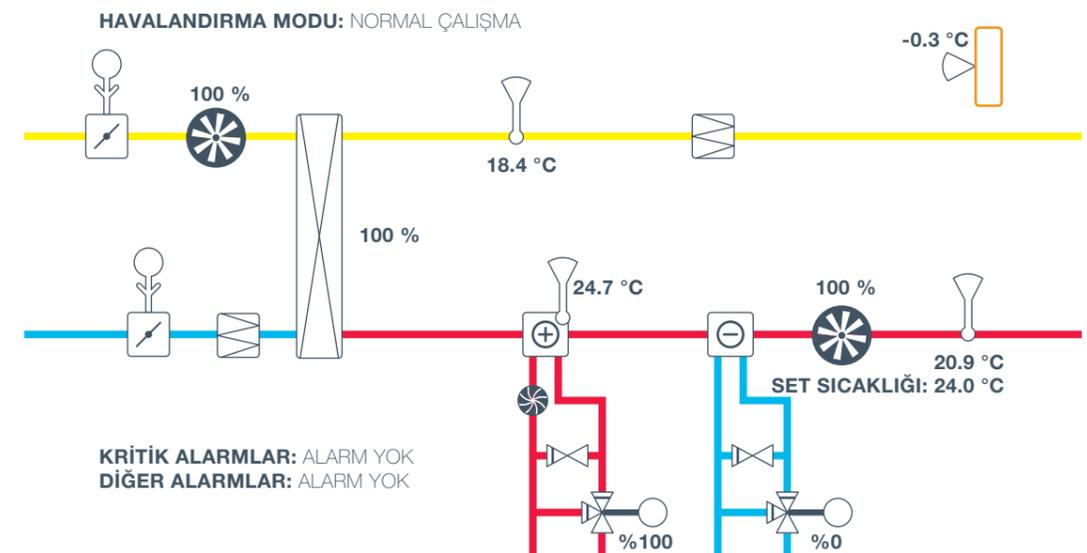 HAVALANDIRMA MODU: NORMAL ÇALIŞMA
-0.3 °C
100 %
18.4 °C
100 %
24.7 °C
100 %
20.9 °C
SET SICAKLIĞI: 24.0 °C
KRİTİK ALARMLAR: ALARM YOK
DİĞER ALARMLAR: ALARM YOK
%100
%0